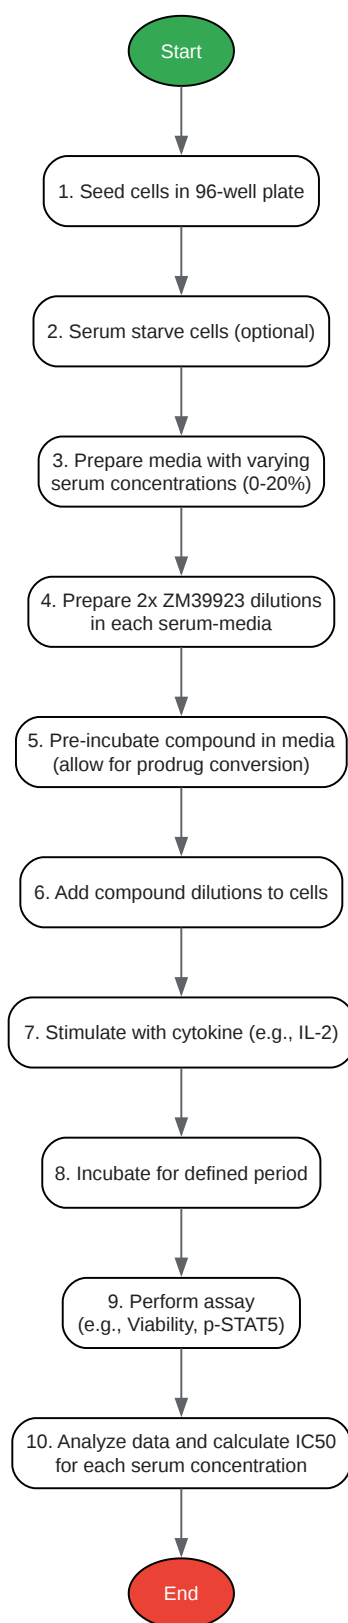 Start
1. Seed cells in 96-well plate
2. Serum starve cells (optional)
3. Prepare media with varying
serum concentrations (0-20%)
4. Prepare 2x ZM39923 dilutions
in each serum-media
5. Pre-incubate compound in media
(allow for prodrug conversion)
6. Add compound dilutions to cells
7. Stimulate with cytokine (e.g., IL-2)
8. Incubate for defined period
9. Perform assay
(e.g., Viability, p-STAT5)
10. Analyze data and calculate IC50
for each serum concentration
End